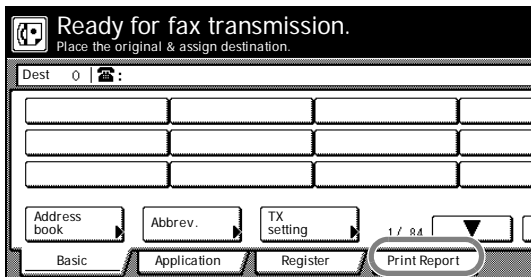 Ready for fax transmission.
Place the original & assign destination.
Dest 0 ☎:
Address
book
Abbrev.
TX
setting
1 / 84
Basic
Application
Register
Print Report